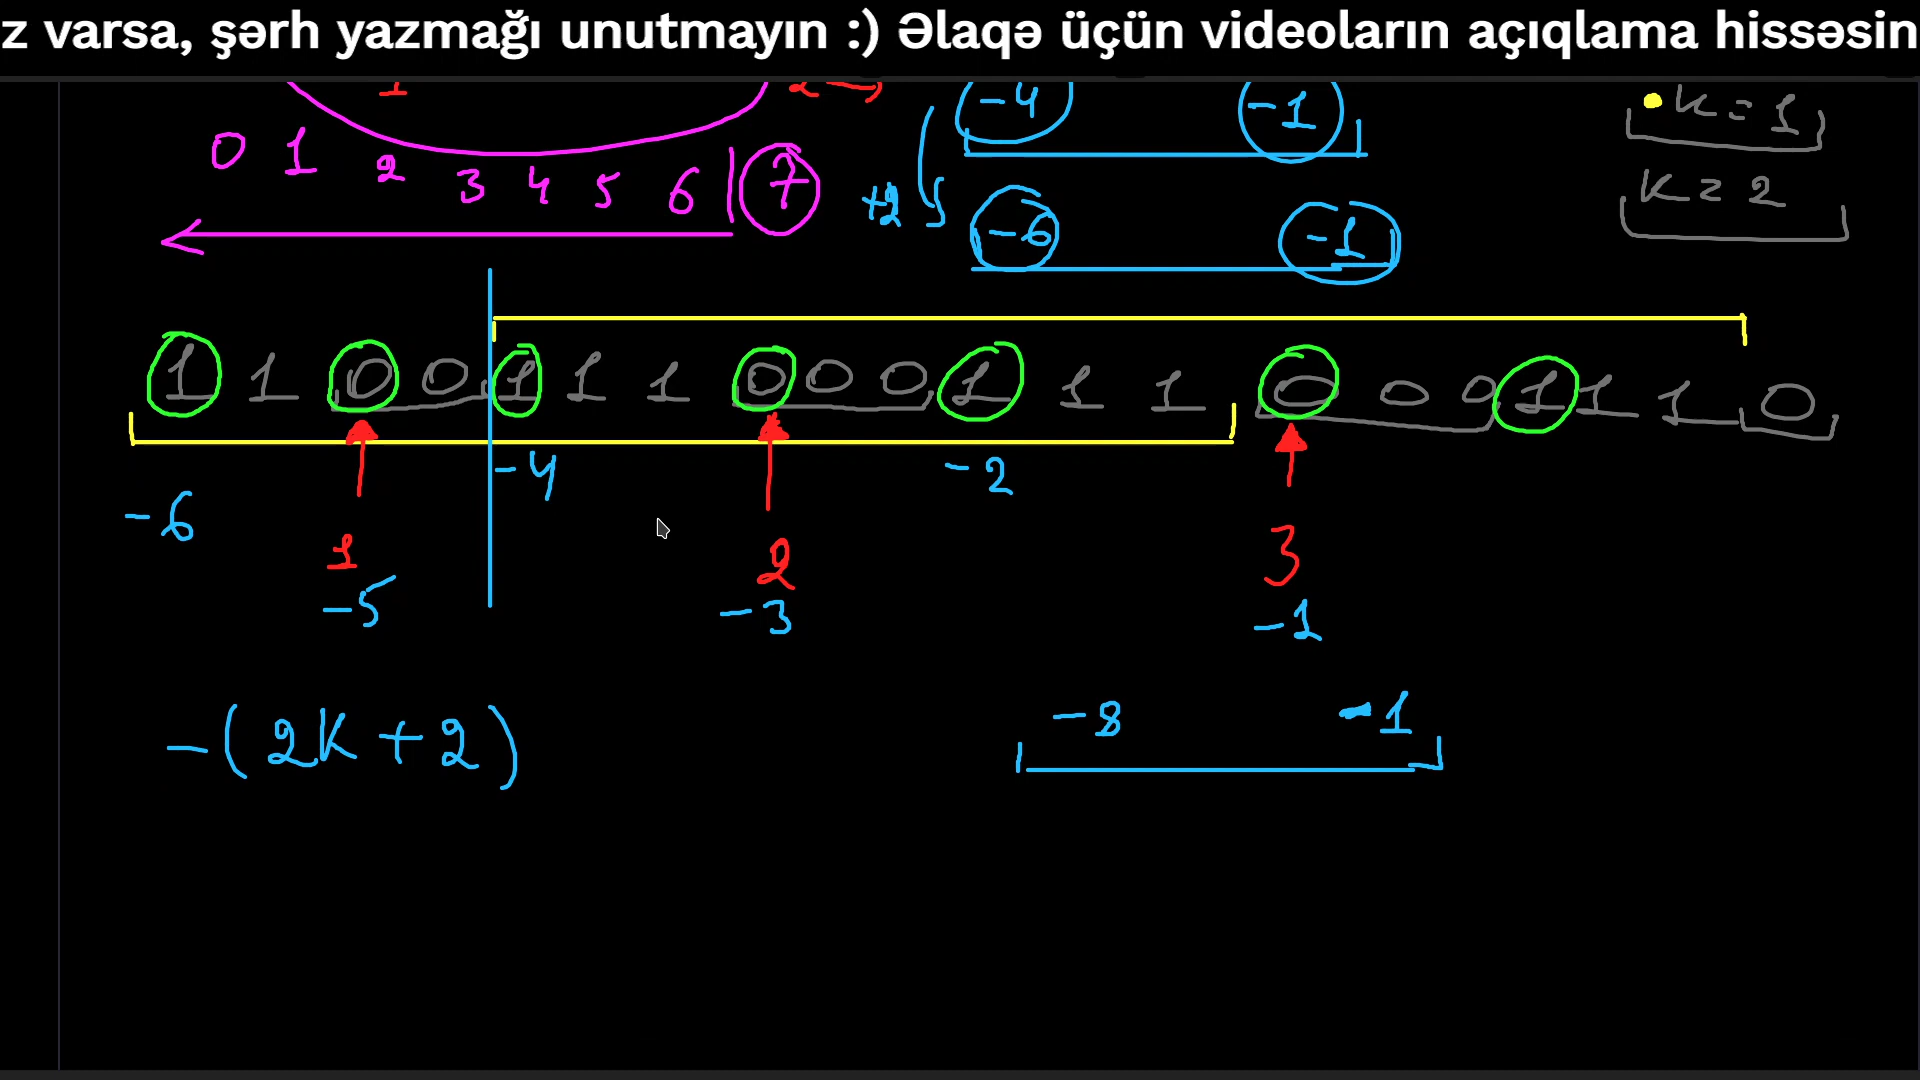 z varsa, şərh yazmağı unutmayın :) Əlaqə üçün videoların açıqlama hissəsin
1
-4 -1
K = 1
0 1 2 3 4 5 6 7
+2
-6 -1
K = 2
1 1 0 0 1 1 1 0 0 0 1 1 1 0 0 0 1 1 1 0
-6 -4 -2
1 2 3
-5 -3 -1
-(2K + 2)
-8 -1